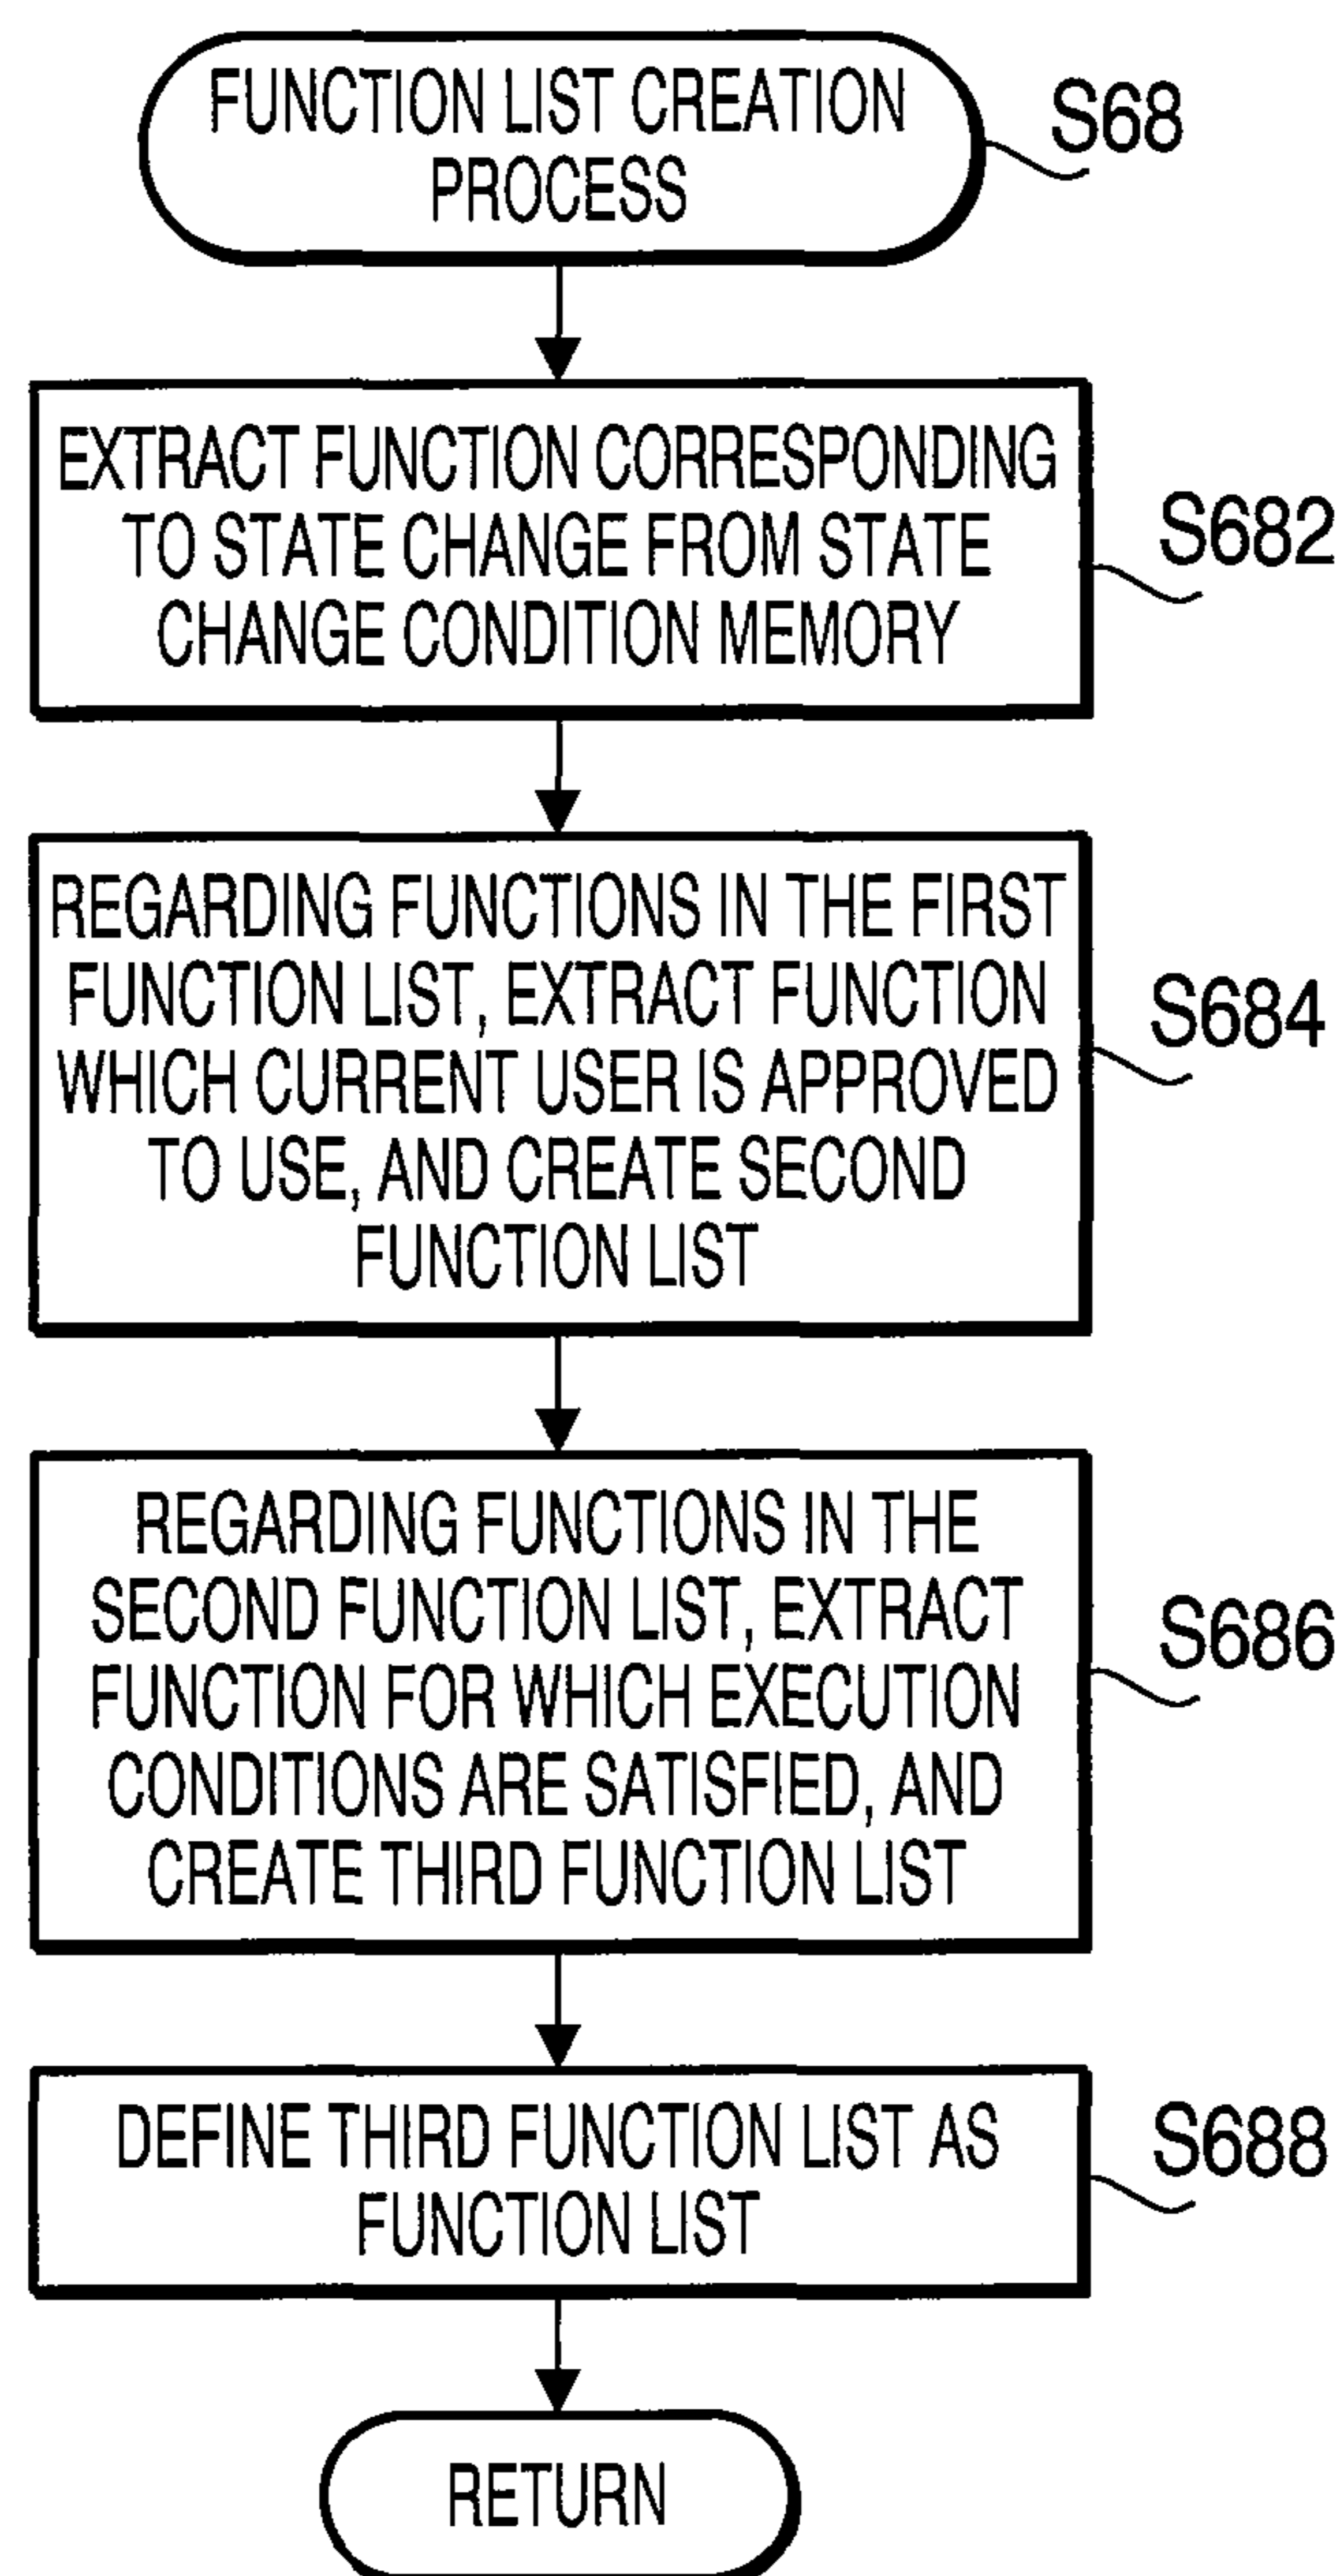 FUNCTION LIST CREATION
PROCESS
S68
EXTRACT FUNCTION CORRESPONDING
TO STATE CHANGE FROM STATE
CHANGE CONDITION MEMORY
S682
REGARDING FUNCTIONS IN THE FIRST
FUNCTION LIST, EXTRACT FUNCTION
WHICH CURRENT USER IS APPROVED
TO USE, AND CREATE SECOND
FUNCTION LIST
S684
REGARDING FUNCTIONS IN THE
SECOND FUNCTION LIST, EXTRACT
FUNCTION FOR WHICH EXECUTION
CONDITIONS ARE SATISFIED, AND
CREATE THIRD FUNCTION LIST
S686
DEFINE THIRD FUNCTION LIST AS
FUNCTION LIST
S688
RETURN